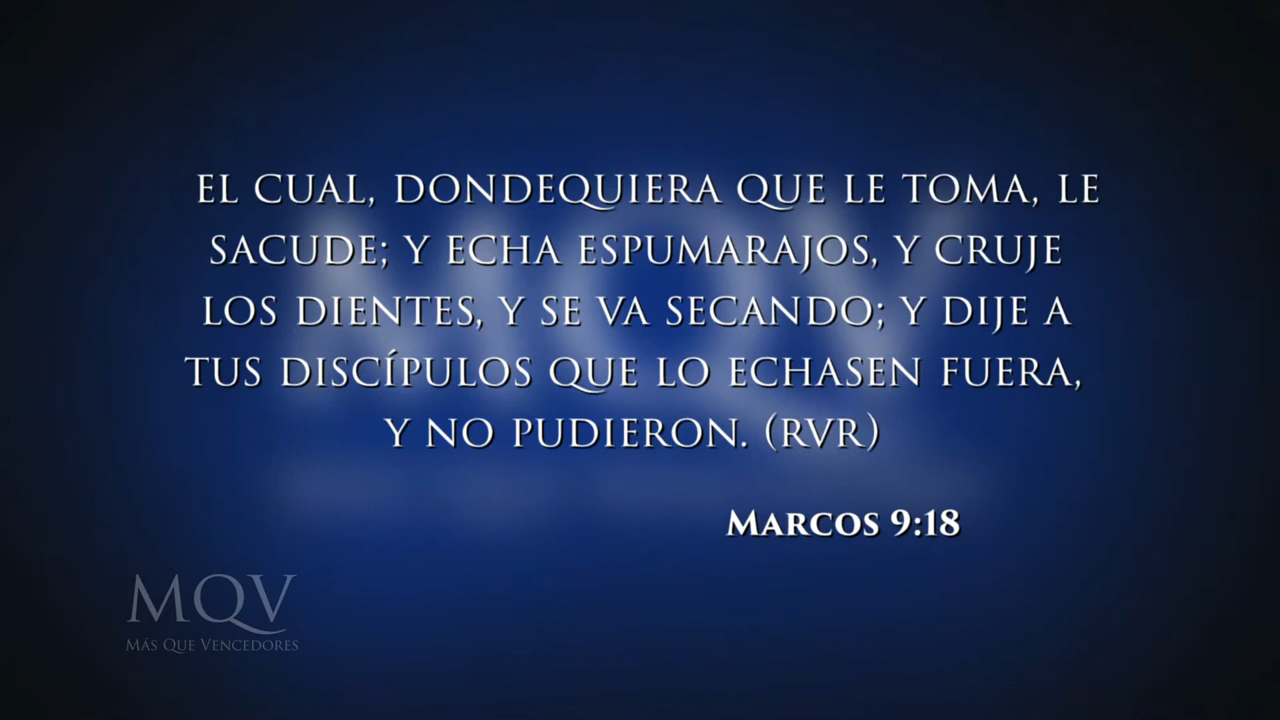 EL CUAL, DONDEQUIERA QUE LE TOMA, LE
SACUDE; Y ECHA ESPUMARAJOS, Y CRUJE
LOS DIENTES, Y SE VA SECANDO; Y DIJE A
TUS DISCÍPULOS QUE LO ECHASEN FUERA,
Y NO PUDIERON. (RVR)
MARCOS 9:18
MQV
MÁS QUE VENCEDORES